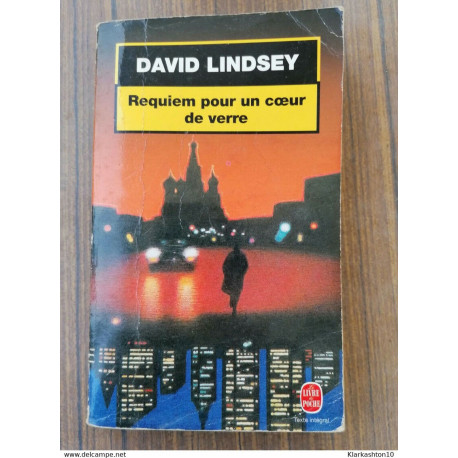 DAVID LINDSEY
Requiem pour un cœur
de verre
LE LIVRE
DE POCHE
Texte intégral
www.delcampe.net
Klarkashton10